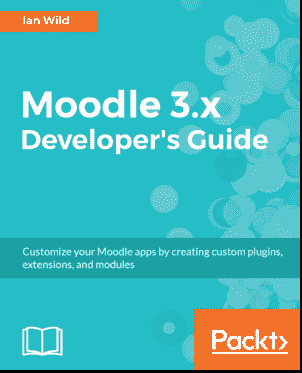 Ian Wild
Moodle 3.x
Developer's Guide
Customize your Moodle apps by creating custom plugins,
extensions, and modules
Packt>